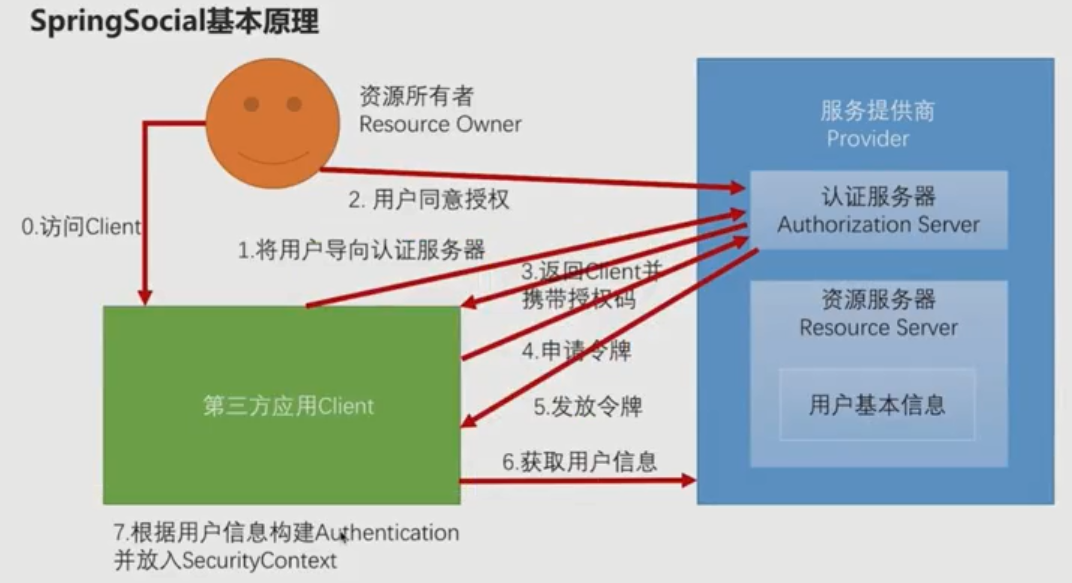 SpringSocial基本原理
资源所有者
Resource Owner
服务提供商
Provider
认证服务器
Authorization Server
2. 用户同意授权
0.访问Client
1.将用户导向认证服务器
3.返回Client并
携带授权码
资源服务器
Resource Server
4.申请令牌
第三方应用Client
5.发放令牌
用户基本信息
6.获取用户信息
7.根据用户信息构建Authentication
并放入SecurityContext